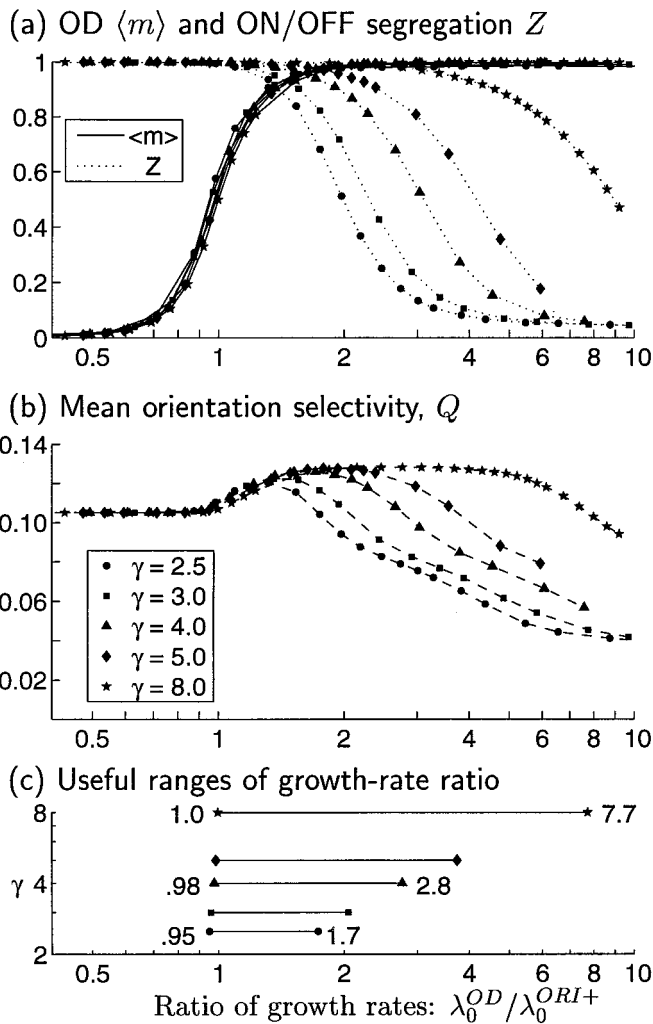 (a) OD ⟨m⟩ and ON/OFF segregation Z
1
0.8
0.6
0.4
0.2
0
<m>
Z
0.5 1 2 4 6 8 10
(b) Mean orientation selectivity, Q
0.14
0.10
0.06
0.02
γ = 2.5
γ = 3.0
γ = 4.0
γ = 5.0
γ = 8.0
0.5 1 2 4 6 8 10
(c) Useful ranges of growth-rate ratio
8
1.0 7.7
γ 4
.98 2.8
.95 1.7
2
0.5 1 2 4 6 8 10
Ratio of growth rates: λ₀^{OD}/λ₀^{ORI+}